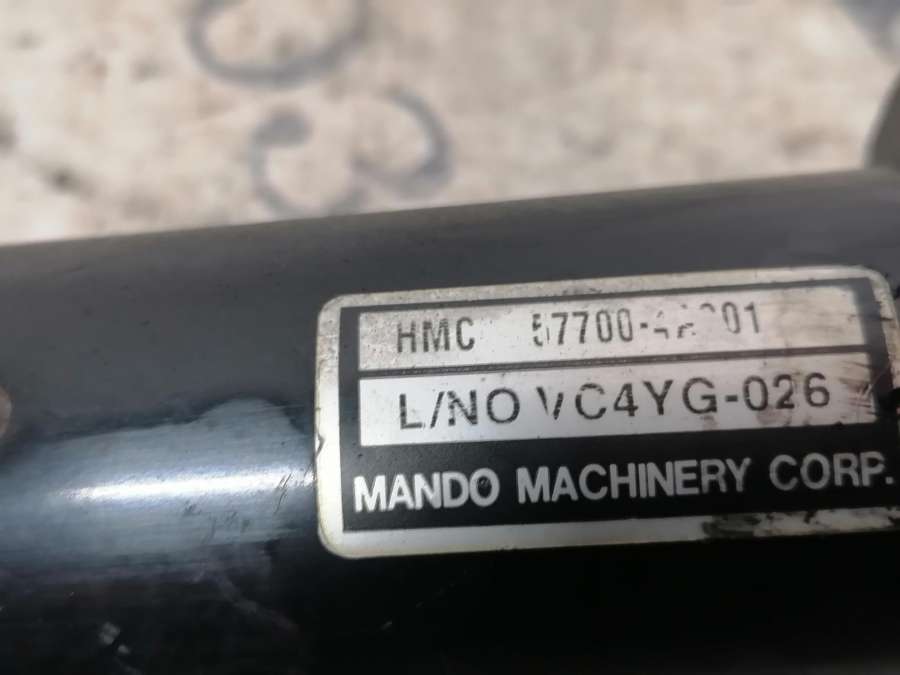 HMC
L/NO VC4YG-026
MANDO MACHINERY CORP.